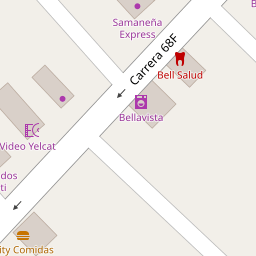 Samaneña
Express
Carrera 68F
Bell Salud
Bellavista
Video Yelcat
dos
ti
ity Comidas